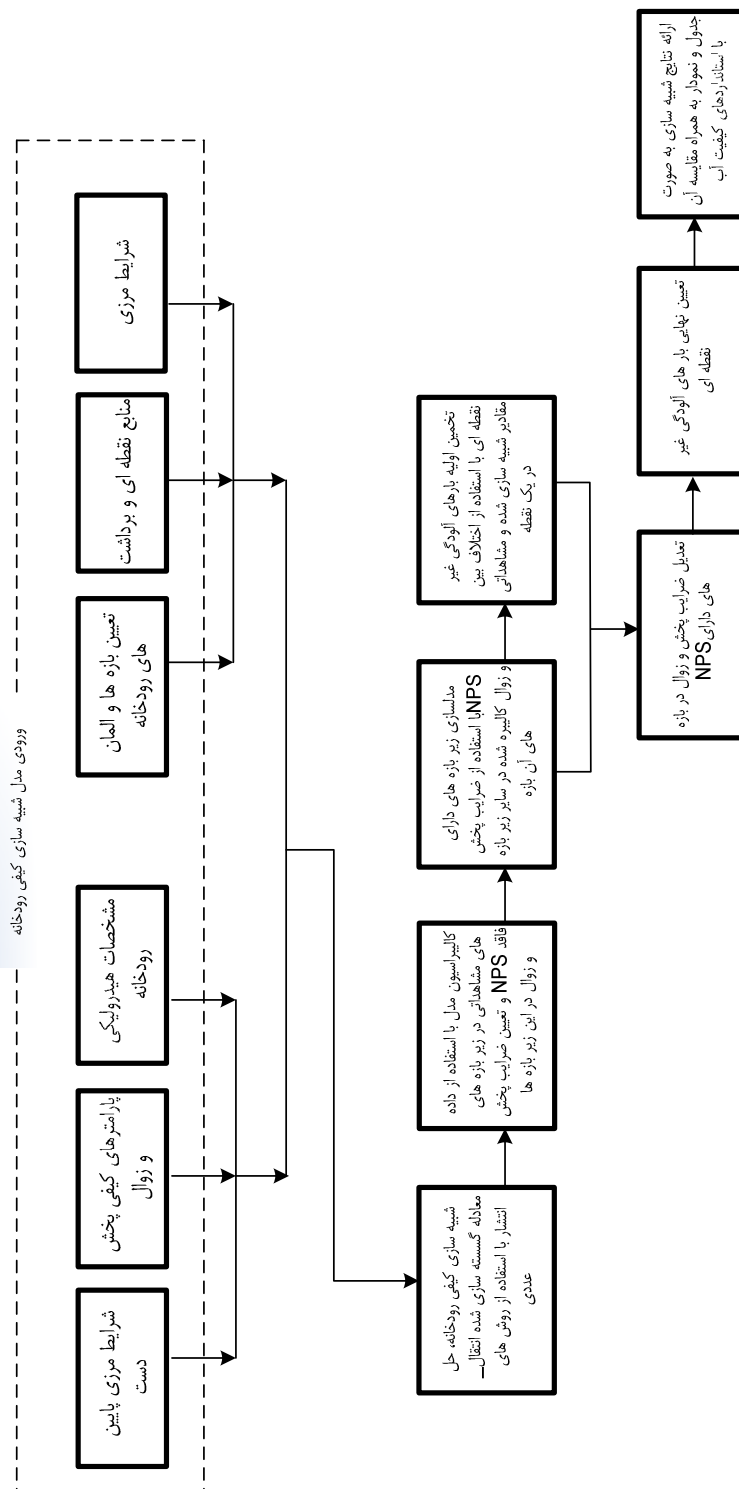 ورودی مدل شبیه سازی کیفی رودخانه
شرایط مرزی
منابع نقطه ای و برداشت
تعیین بازه ها و المان
های رودخانه
مشخصات هیدرولیکی
رودخانه
پارامترهای کیفی پخش
و زوال
شرایط مرزی پایین
دست
شبیه سازی کیفی رودخانه، حل
معادله گسسته سازی شده انتقال–
انتشار با استفاده از روش های
عددی
کالیبراسیون مدل با استفاده از داده
های مشاهداتی در زیر بازه های
فاقد NPS و تعیین ضرایب پخش
و زوال در این زیر بازه ها
مدلسازی زیر بازه های دارای
NPSبا استفاده از ضرایب پخش
و زوال کالیبره شده در سایر زیر بازه
های آن بازه
تخمین اولیه بارهای آلودگی غیر
نقطه ای با استفاده از اختلاف بین
مقادیر شبیه سازی شده و مشاهداتی
در یک نقطه
تعدیل ضرایب پخش و زوال در بازه
های دارایNPS
تعیین نهایی بار های آلودگی غیر
نقطه ای
ارائه نتایج شبیه سازی به صورت
جدول و نمودار به همراه مقایسه آن
با استانداردهای کیفیت آب